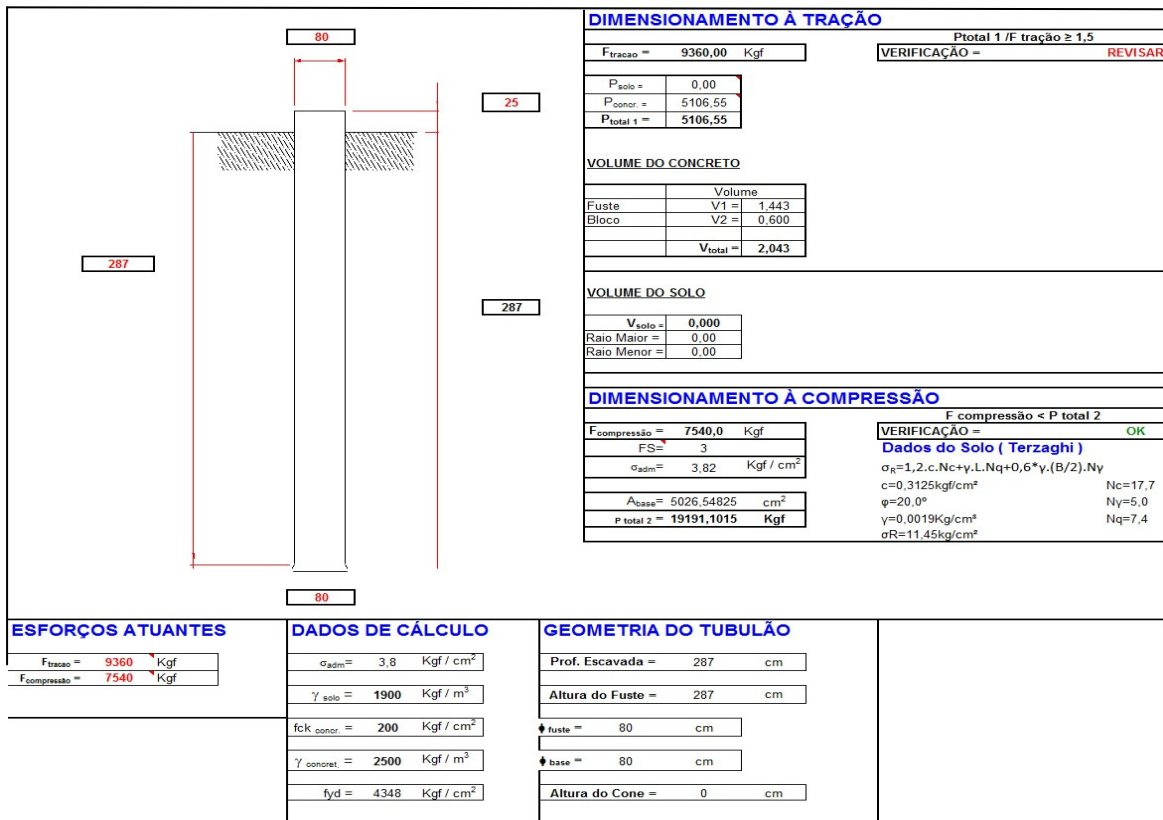 80
25
287
287
80
DIMENSIONAMENTO À TRAÇÃO
Ptotal 1 /F tração ≥ 1,5
Ftracao = 9360,00 Kgf
VERIFICAÇÃO = REVISAR
Psolo = 0,00
Pconcr. = 5106,55
Ptotal 1 = 5106,55
VOLUME DO CONCRETO
Volume
Fuste V1 = 1,443
Bloco V2 = 0,600
Vtotal = 2,043
VOLUME DO SOLO
Vsolo = 0,000
Raio Maior = 0,00
Raio Menor = 0,00
DIMENSIONAMENTO À COMPRESSÃO
F compressão < P total 2
Fcompressão = 7540,0 Kgf
VERIFICAÇÃO = OK
FS= 3
Dados do Solo ( Terzaghi )
σadm= 3,82 Kgf / cm²
σR=1,2.c.Nc+γ.L.Nq+0,6*γ.(B/2).Nγ
c=0,3125kgf/cm² Nc=17,7
Abase= 5026,54825 cm²
φ=20,0º Nγ=5,0
P total 2 = 19191,1015 Kgf
γ=0,0019Kg/cm³ Nq=7,4
σR=11,45kg/cm²
ESFORÇOS ATUANTES
Ftracao = 9360 Kgf
Fcompressão = 7540 Kgf
DADOS DE CÁLCULO
σadm= 3,8 Kgf / cm²
γ solo = 1900 Kgf / m³
fck concr. = 200 Kgf / cm²
γ concret. = 2500 Kgf / m³
fyd = 4348 Kgf / cm²
GEOMETRIA DO TUBULÃO
Prof. Escavada = 287 cm
Altura do Fuste = 287 cm
ϕ fuste = 80 cm
ϕ base = 80 cm
Altura do Cone = 0 cm